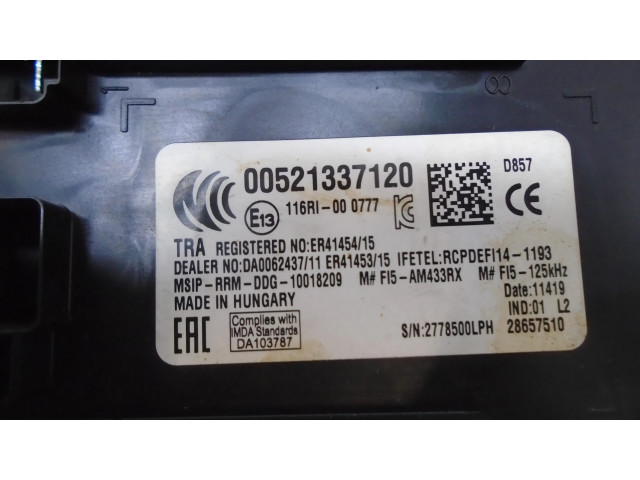 00521337120
D857
E13
116RI-00 0777
CE
TRA REGISTERED NO:ER41454/15
DEALER NO:DA0062437/11 ER41453/15 IFETEL:RCPDEFI14-1193
MSIP-RRM-DDG-10018209 M# FI5-AM433RX M# FI5-125kHz
MADE IN HUNGARY
Date:11419
IND:01 L2
EAC
Complies with
IMDA Standards
DA103787
S/N:2778500LPH
28657510